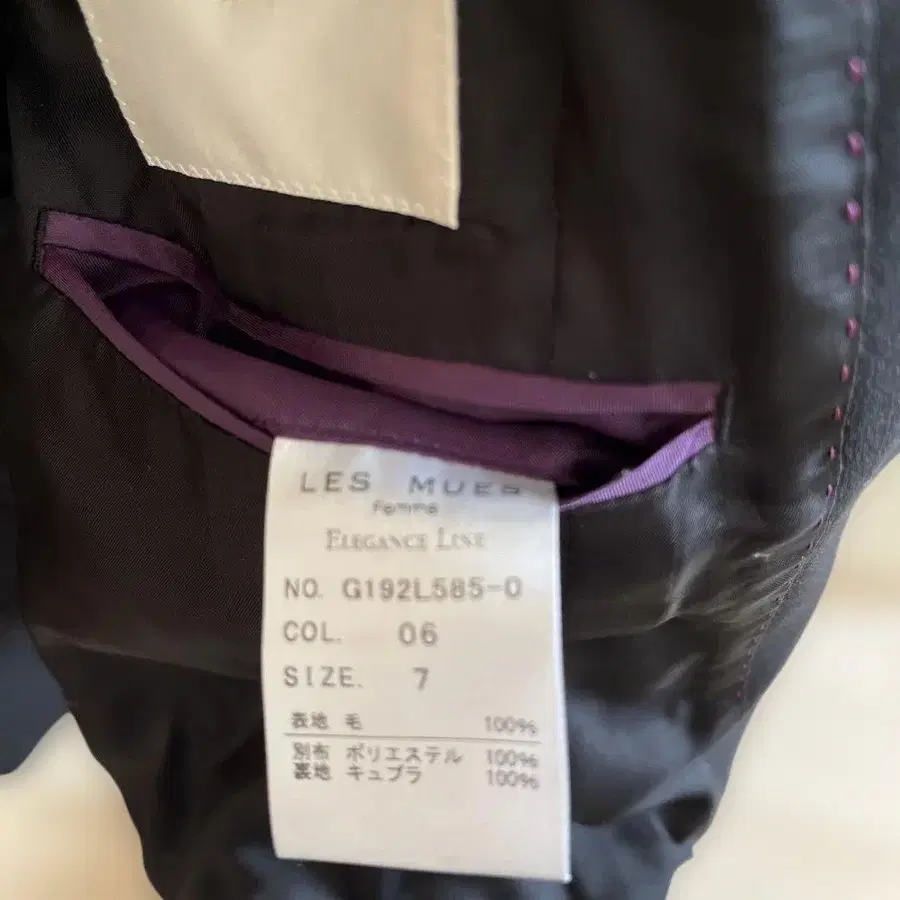 LES MUES
Femme
ELEGANCE LINE
NO. G192L585-0
COL. 06
SIZE. 7
表地 毛 100%
別布 ポリエステル 100%
裏地 キュプラ 100%